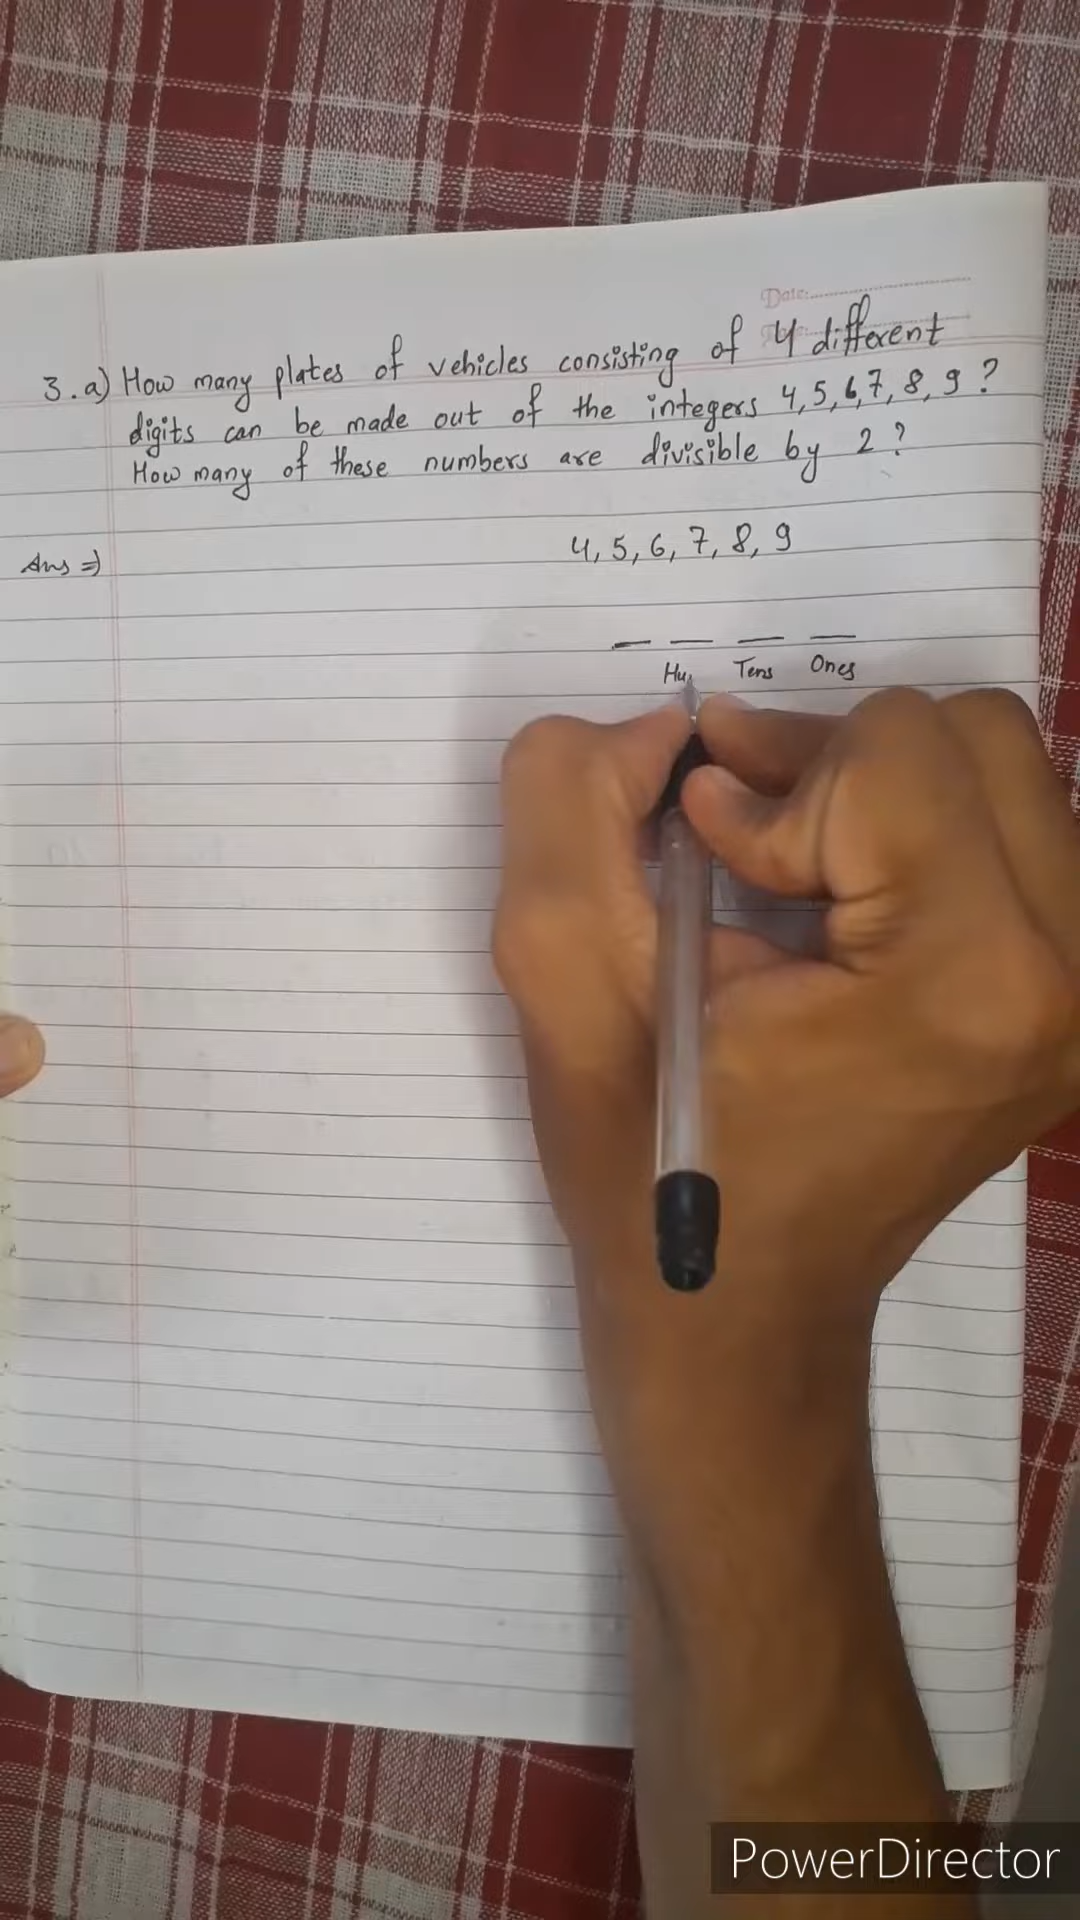 Date:
3.a) How many plates of vehicles consisting of 4 different
digits can be made out of the integers 4,5,6,7,8,9?
How many of these numbers are divisible by 2?
Ans ⇒
4, 5, 6, 7, 8, 9
Hu Tens Ones
PowerDirector